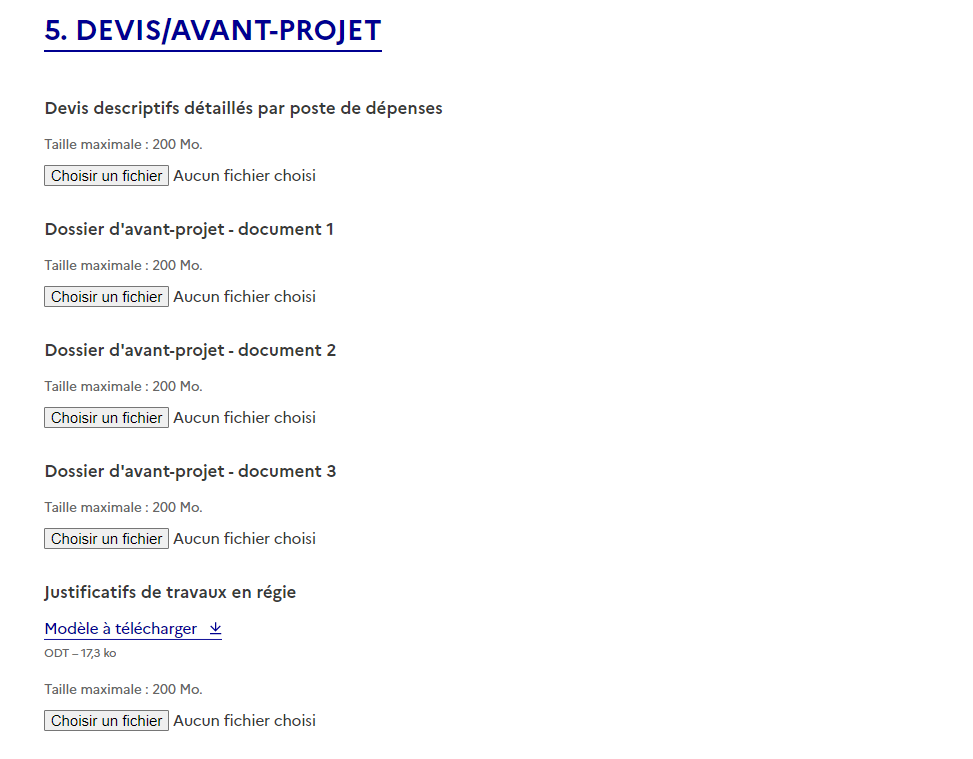 5. DEVIS/AVANT-PROJET
Devis descriptifs détaillés par poste de dépenses
Taille maximale : 200 Mo.
Choisir un fichier Aucun fichier choisi
Dossier d'avant-projet - document 1
Taille maximale : 200 Mo.
Choisir un fichier Aucun fichier choisi
Dossier d'avant-projet - document 2
Taille maximale : 200 Mo.
Choisir un fichier Aucun fichier choisi
Dossier d'avant-projet - document 3
Taille maximale : 200 Mo.
Choisir un fichier Aucun fichier choisi
Justificatifs de travaux en régie
Modèle à télécharger
ODT – 17,3 ko
Taille maximale : 200 Mo.
Choisir un fichier Aucun fichier choisi